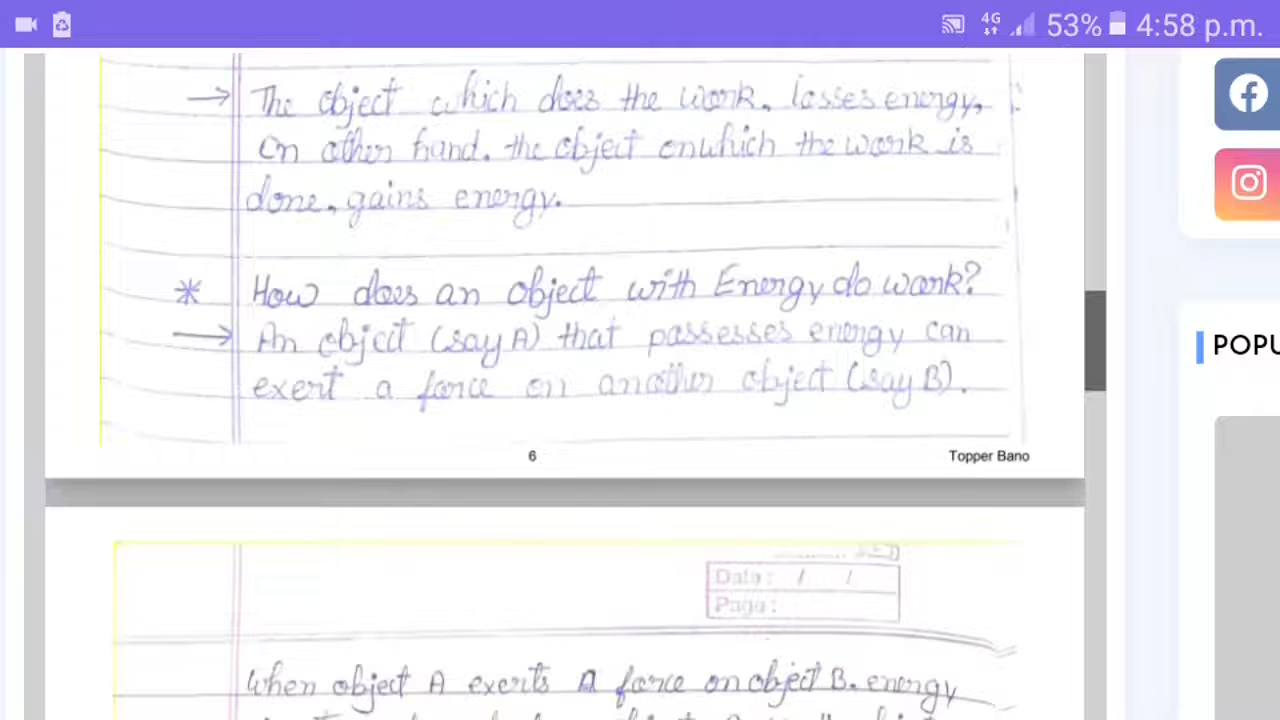 53% 4:58 p.m.
4G
→ The object which does the work, losses energy,
On other hand. the object on which the work is
done, gains energy.
* How does an object with Energy do work?
→ An object (say A) that possesses energy can
exert a force on another object (say B).
6
Topper Bano
POPU
Date: / /
Page:
When object A exerts a force on object B. energy